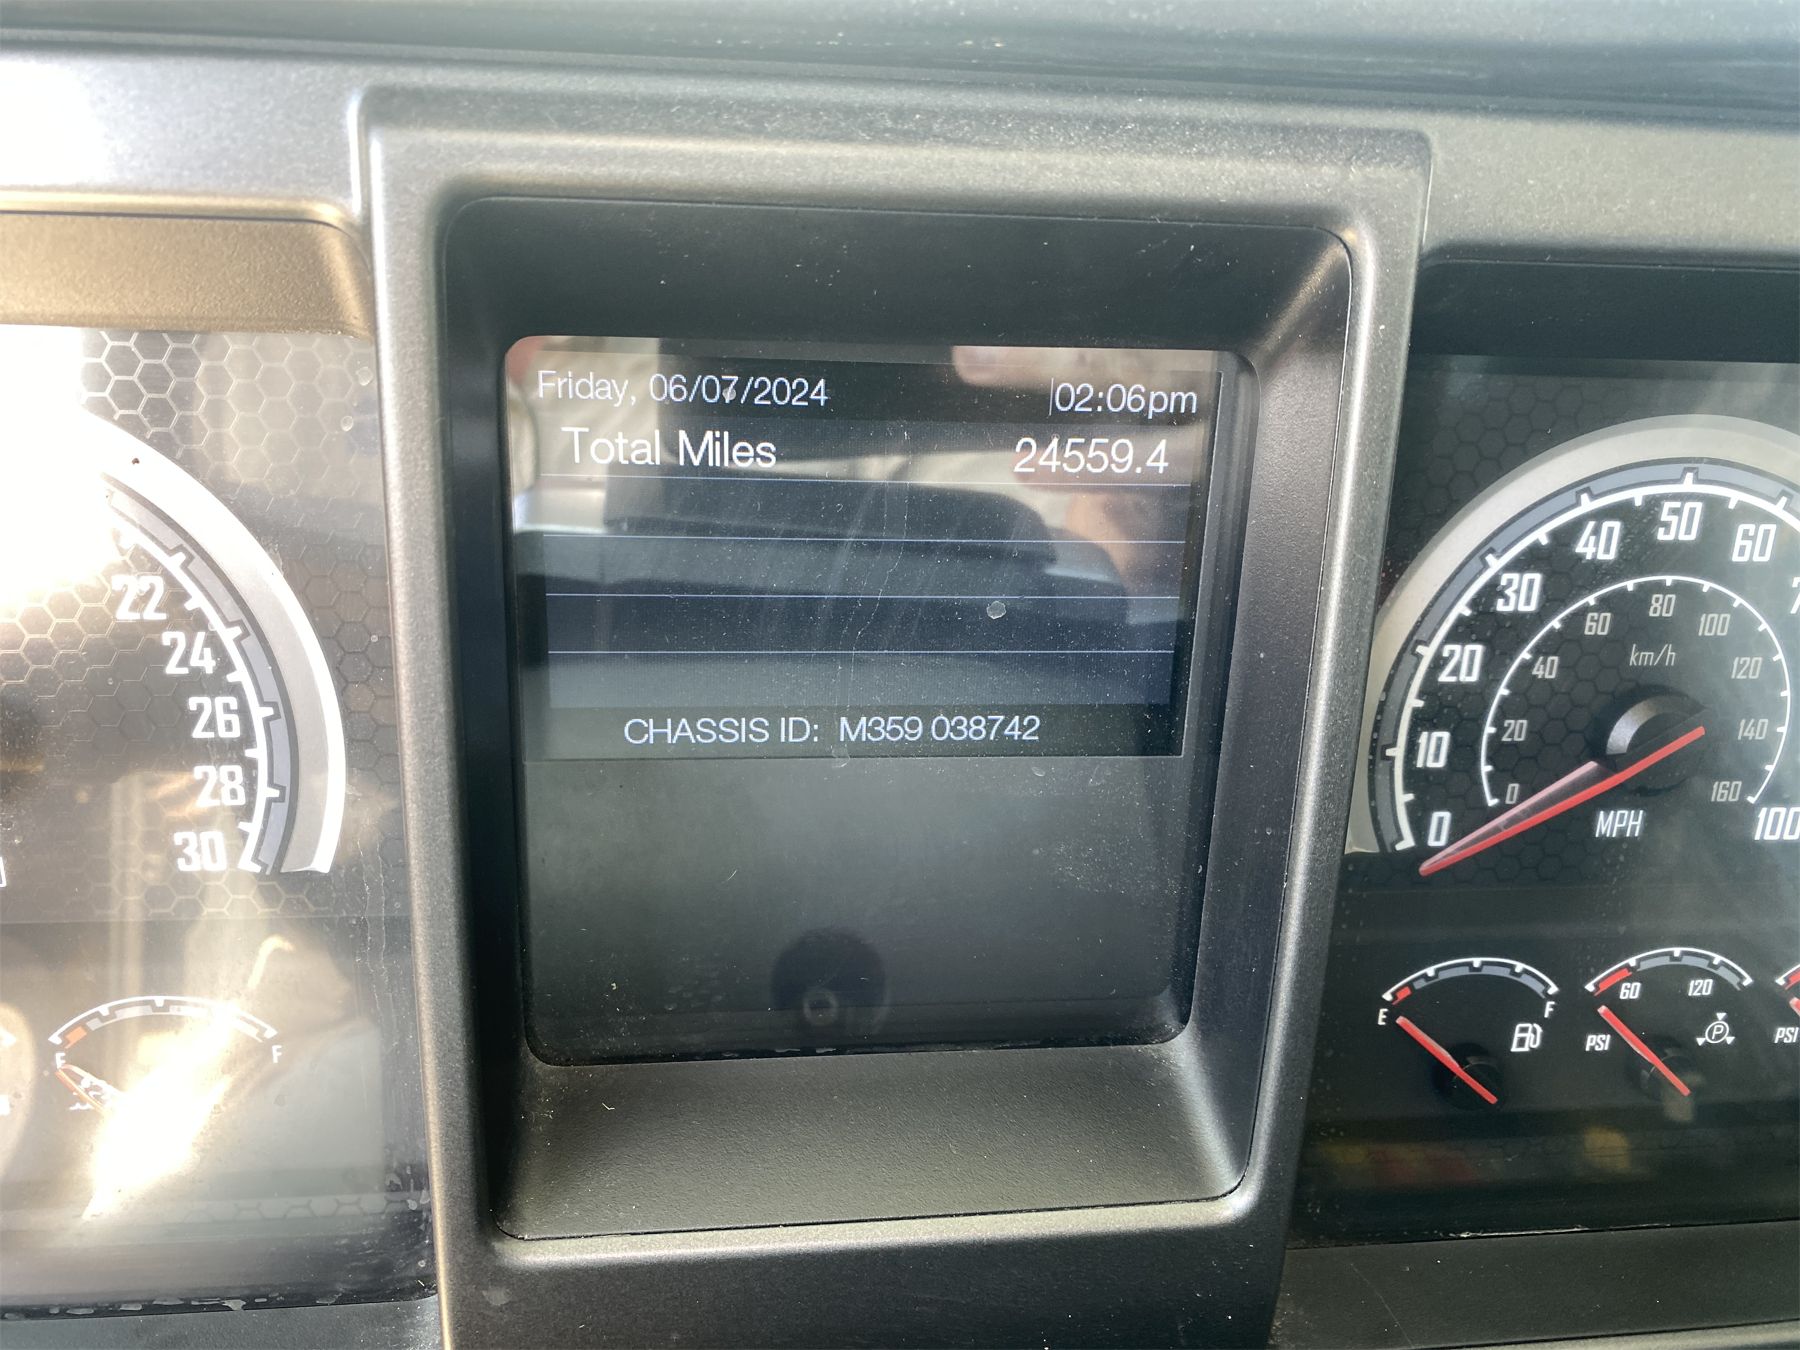 Friday, 06/07/2024 02:06pm
Total Miles 24559.4
CHASSIS ID: M359 038742
22
24
26
28
30
E F
0 10 20 30 40 50 60 100
0 20 40 60 80 100 120 140 160
km/h
MPH
E F
60 120
PSI
P
PSI